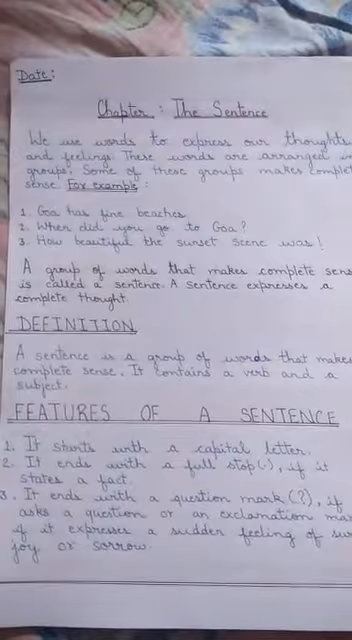 Date:
Chapter: The Sentence
We use words to express our thoughts
and feelings These words are arranged in
groups. Some of these groups makes complet
sense. For example:
1. Goa has fine beaches
2. When did you go to Goa?
3. How beautiful the sunset scene was!
A group of words that makes complete sens
is called a sentence. A sentence expresses a
complete thought.
DEFINITION
A sentence is a group of words that makes
complete sense. It contains a verb and a
subject.
FEATURES OF A SENTENCE
1. It starts with a capital letter.
2. It ends with a full stop(.), if it
states a fact.
3. It ends with a question mark(?), if
asks a question or an exclamation ma
if it expresses a sudden feeling of su
joy or sorrow.